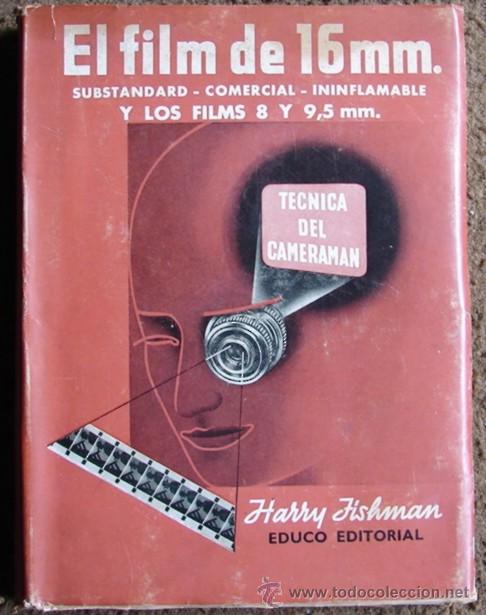 El film de 16mm.
SUBSTANDARD - COMERCIAL - ININFLAMABLE
Y LOS FILMS 8 Y 9,5 mm.
TECNICA
DEL
CAMERAMAN
Harry Fishman
EDUCO EDITORIAL
www.todocoleccion.net